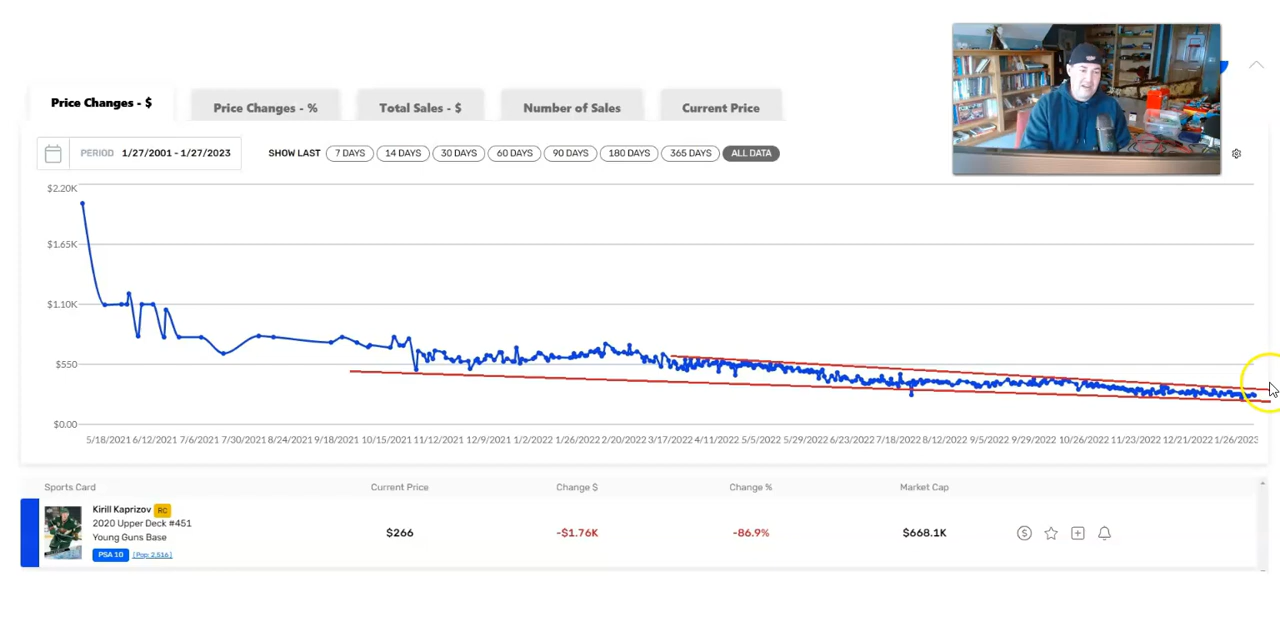 Price Changes - $
Price Changes - %
Total Sales - $
Number of Sales
Current Price
PERIOD 1/27/2001 - 1/27/2023
SHOW LAST 7 DAYS 14 DAYS 30 DAYS 60 DAYS 90 DAYS 180 DAYS 365 DAYS ALL DATA
$2.20K
$1.65K
$1.10K
$550
$0.00
5/18/2021 6/12/2021 7/6/2021 7/30/2021 8/24/2021 9/18/2021 10/15/2021 11/12/2021 12/9/2021 1/2/2022 1/26/2022 2/20/2022 3/17/2022 4/11/2022 5/5/2022 5/29/2022 6/23/2022 7/18/2022 8/12/2022 9/5/2022 9/29/2022 10/26/2022 11/23/2022 12/21/2022 1/26/2023
Sports Card Current Price Change $ Change % Market Cap
Kirill Kaprizov RC
2020 Upper Deck #451
Young Guns Base
PSA 10 [Pop: 2,516]
$266 -$1.76K -86.9% $668.1K